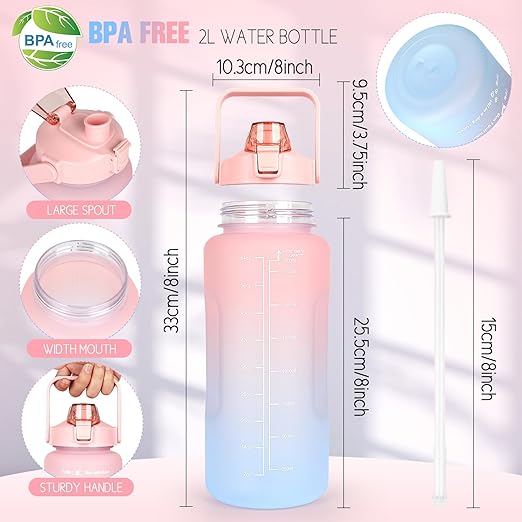 BPA free
BPA FREE 2L WATER BOTTLE
10.3cm/8inch
9.5cm/3.75inch
LARGE SPOUT
33cm/8inch
WIDTH MOUTH
25.5cm/8inch
15cm/8inch
STURDY HANDLE